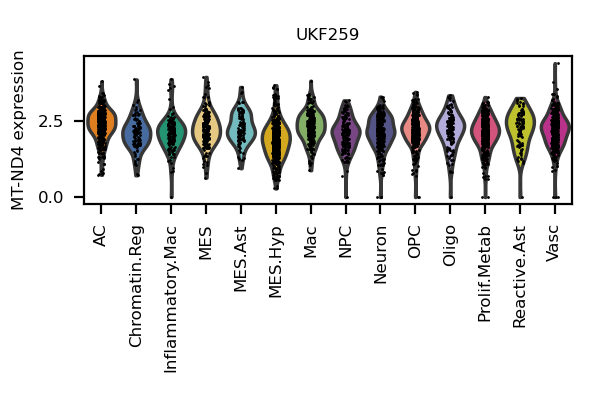 UKF259
MT-ND4 expression
2.5
0.0
AC
Chromatin.Reg
Inflammatory.Mac
MES
MES.Ast
MES.Hyp
Mac
NPC
Neuron
OPC
Oligo
Prolif.Metab
Reactive.Ast
Vasc